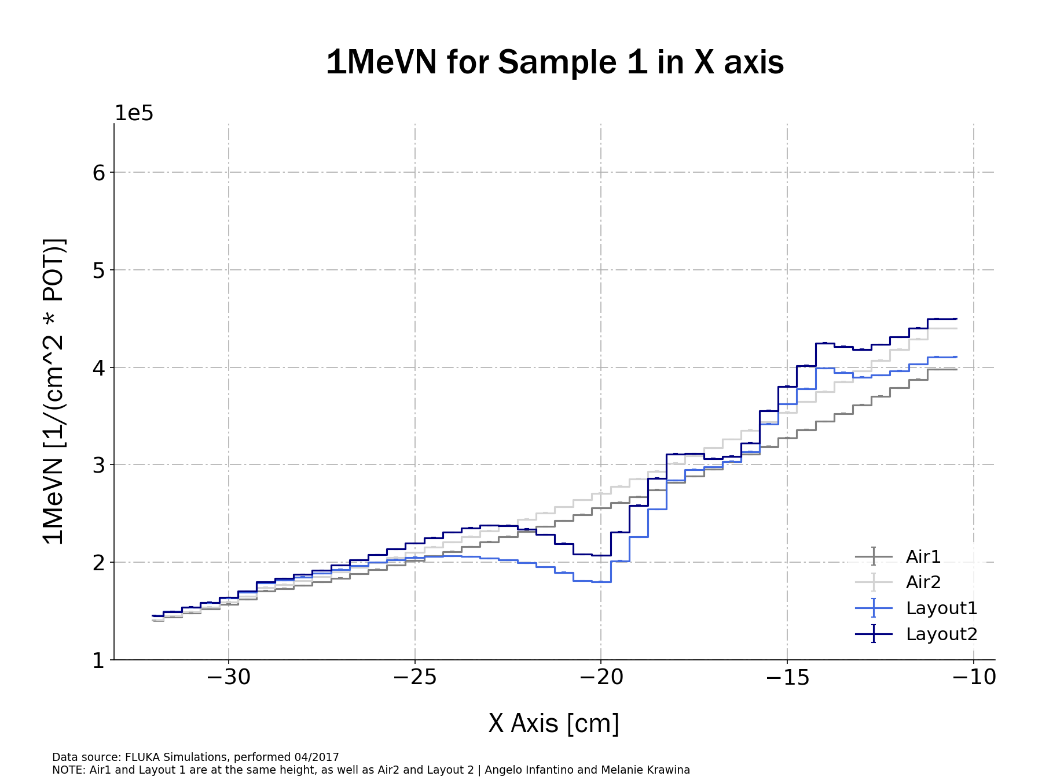 1MeVN for Sample 1 in X axis
1e5
6
5
4
3
2
1
1MeVN [1/(cm^2 * POT)]
Air1
Air2
Layout1
Layout2
−30
−25
−20
−15
−10
X Axis [cm]
Data source: FLUKA Simulations, performed 04/2017
NOTE: Air1 and Layout 1 are at the same height, as well as Air2 and Layout 2 | Angelo Infantino and Melanie Krawina